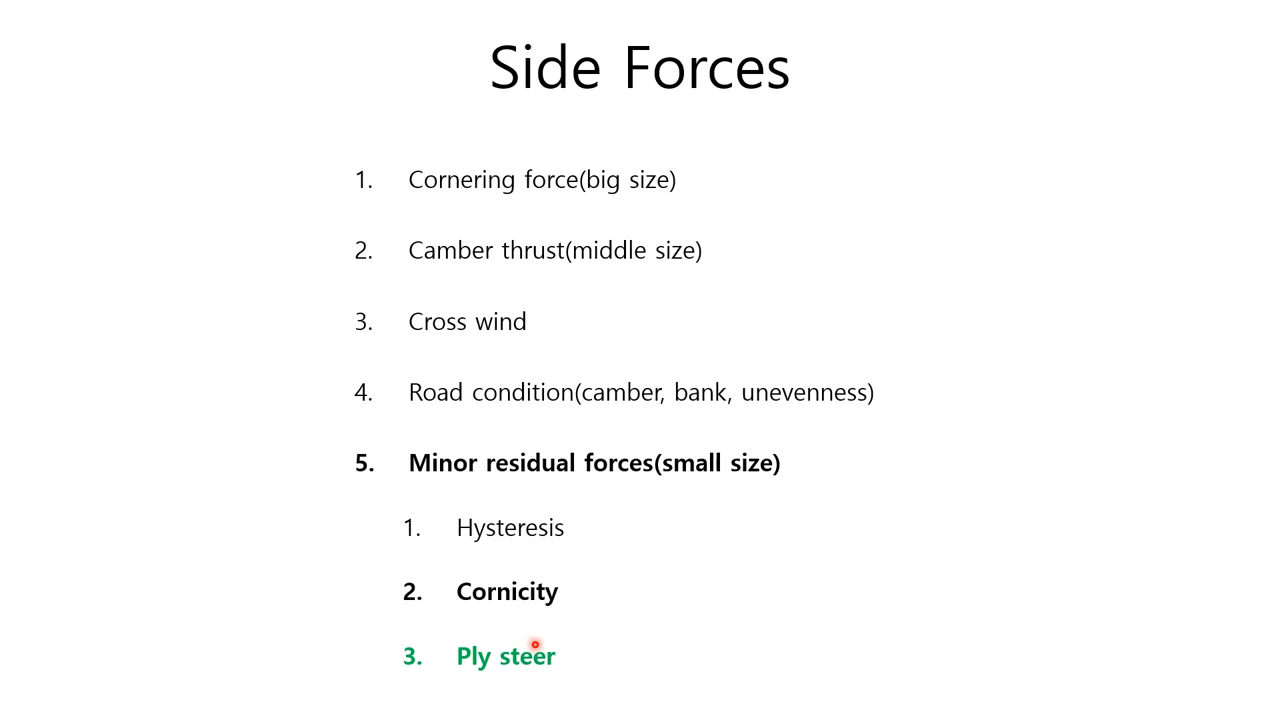 Side Forces
1. Cornering force(big size)
2. Camber thrust(middle size)
3. Cross wind
4. Road condition(camber, bank, unevenness)
5. Minor residual forces(small size)
1. Hysteresis
2. Cornicity
3. Ply steer